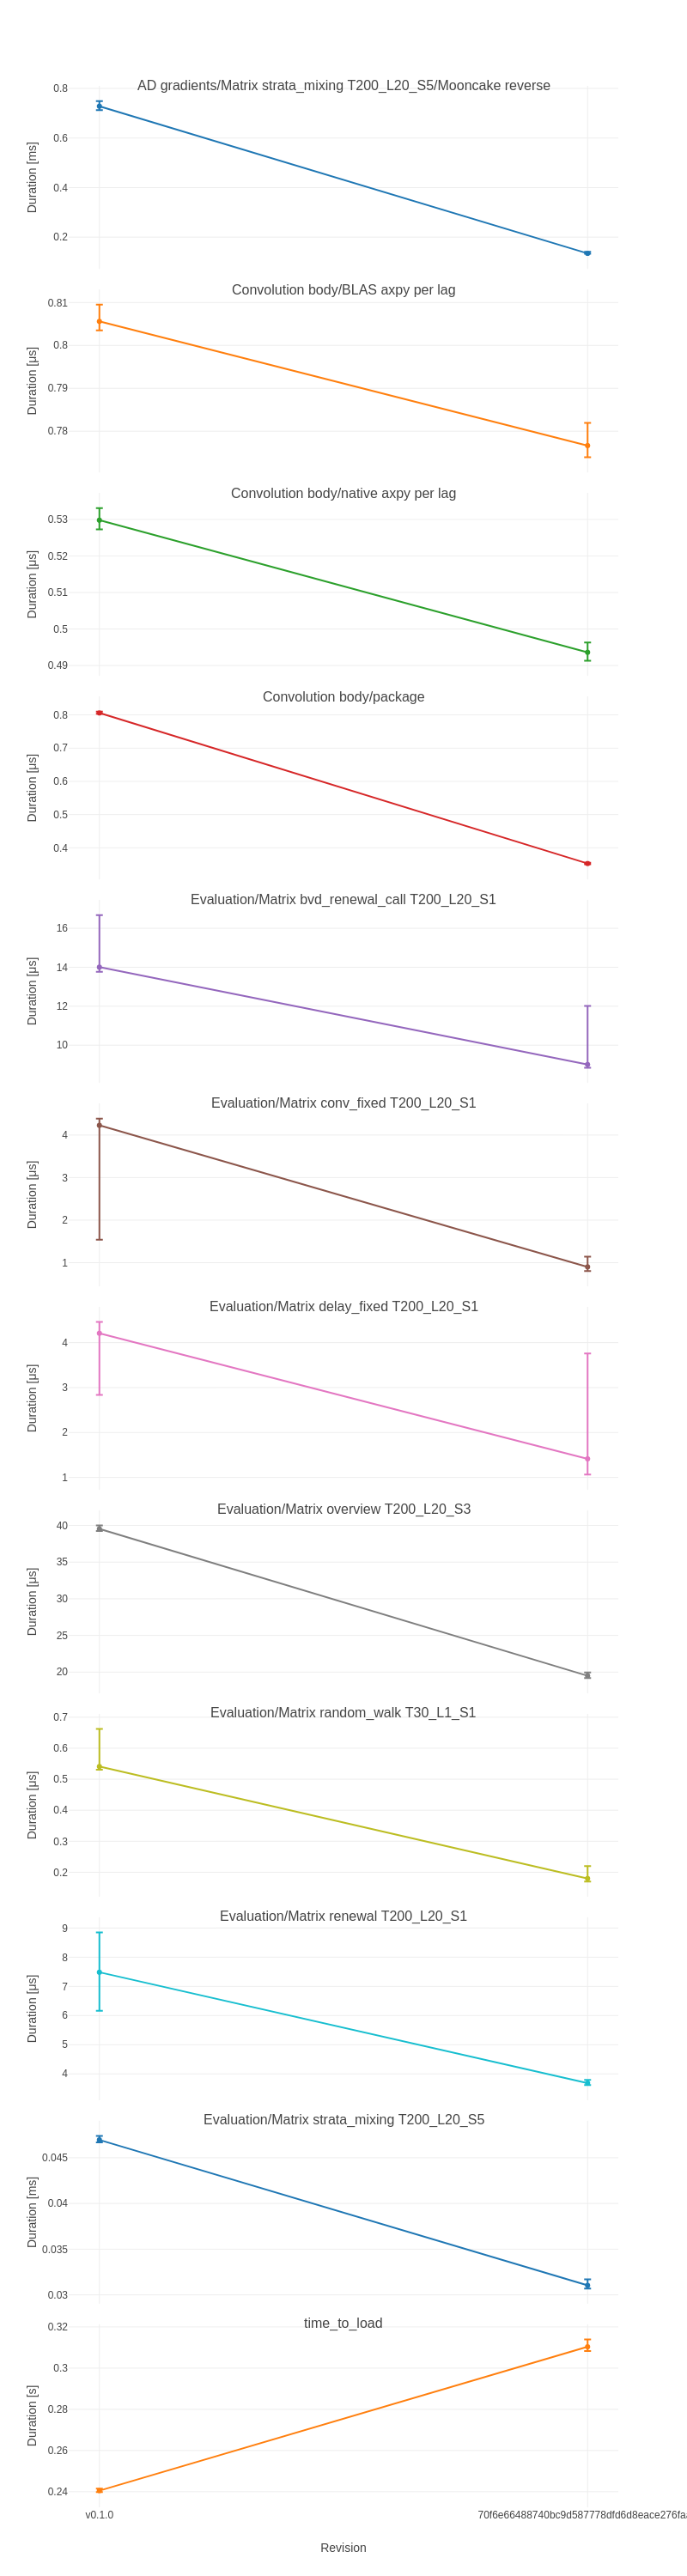 AD gradients/Matrix strata_mixing T200_L20_S5/Mooncake reverse
0.8
0.6
0.4
0.2
Duration [ms]
Convolution body/BLAS axpy per lag
0.81
0.8
0.79
0.78
Duration [μs]
Convolution body/native axpy per lag
0.53
0.52
0.51
0.5
0.49
Duration [μs]
Convolution body/package
0.8
0.7
0.6
0.5
0.4
Duration [μs]
Evaluation/Matrix bvd_renewal_call T200_L20_S1
16
14
12
10
Duration [μs]
Evaluation/Matrix conv_fixed T200_L20_S1
4
3
2
1
Duration [μs]
Evaluation/Matrix delay_fixed T200_L20_S1
4
3
2
1
Duration [μs]
Evaluation/Matrix overview T200_L20_S3
40
35
30
25
20
Duration [μs]
Evaluation/Matrix random_walk T30_L1_S1
0.7
0.6
0.5
0.4
0.3
0.2
Duration [μs]
Evaluation/Matrix renewal T200_L20_S1
9
8
7
6
5
4
Duration [μs]
Evaluation/Matrix strata_mixing T200_L20_S5
0.045
0.04
0.035
0.03
Duration [ms]
time_to_load
0.32
0.3
0.28
0.26
0.24
Duration [s]
v0.1.0
70f6e66488740bc9d587778dfd6d8eace276fa
Revision